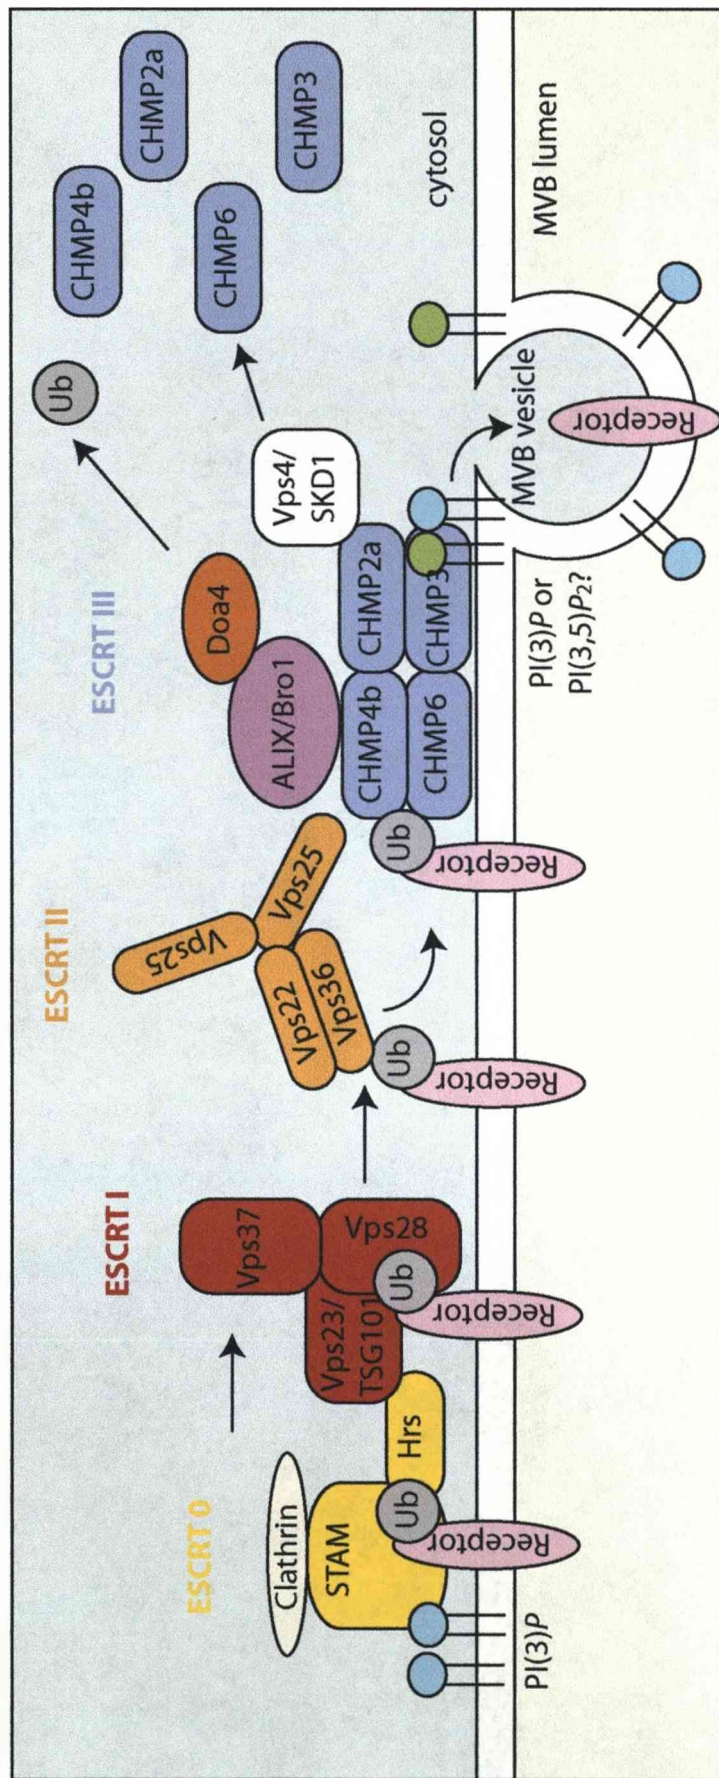 ESCRT 0
Clathrin
STAM
Hrs
Ub
Receptor
PI(3)P
ESCRT I
Vps37
Vps23/
TSG101
Vps28
Ub
Receptor
ESCRT II
Vps25
Vps25
Vps22
Vps36
Ub
Receptor
ESCRT III
ALIX/Bro1
Doa4
Vps4/
SKD1
CHMP4b
CHMP2a
CHMP6
CHMP3
Ub
Receptor
PI(3)P or
PI(3,5)P₂?
MVB vesicle
Receptor
Ub
CHMP4b
CHMP2a
CHMP6
CHMP3
cytosol
MVB lumen